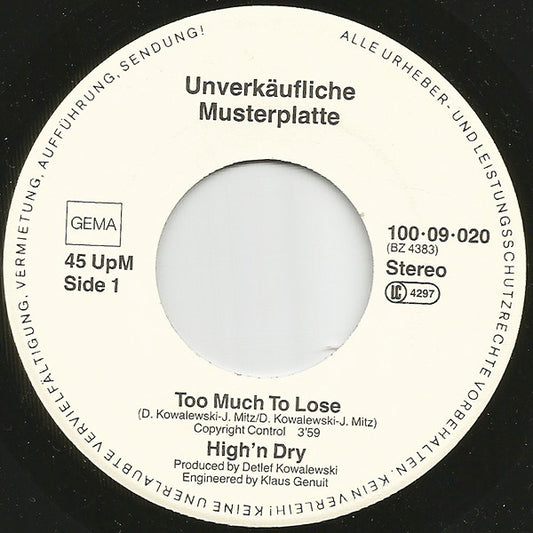 ALLE URHEBER- UND LEISTUNGSSCHUTZRECHTE VORBEHALTEN. KEIN VERLEIH! KEINE UNERLAUBTE VERVIELFÄLTIGUNG, VERMIETUNG, AUFFÜHRUNG, SENDUNG!
Unverkäufliche
Musterplatte
GEMA
45 UpM
Side 1
100·09·020
(BZ 4383)
Stereo
LC 4297
Too Much To Lose
(D. Kowalewski-J. Mitz/D. Kowalewski-J. Mitz)
Copyright Control 3'59
High'n Dry
Produced by Detlef Kowalewski
Engineered by Klaus Genuit